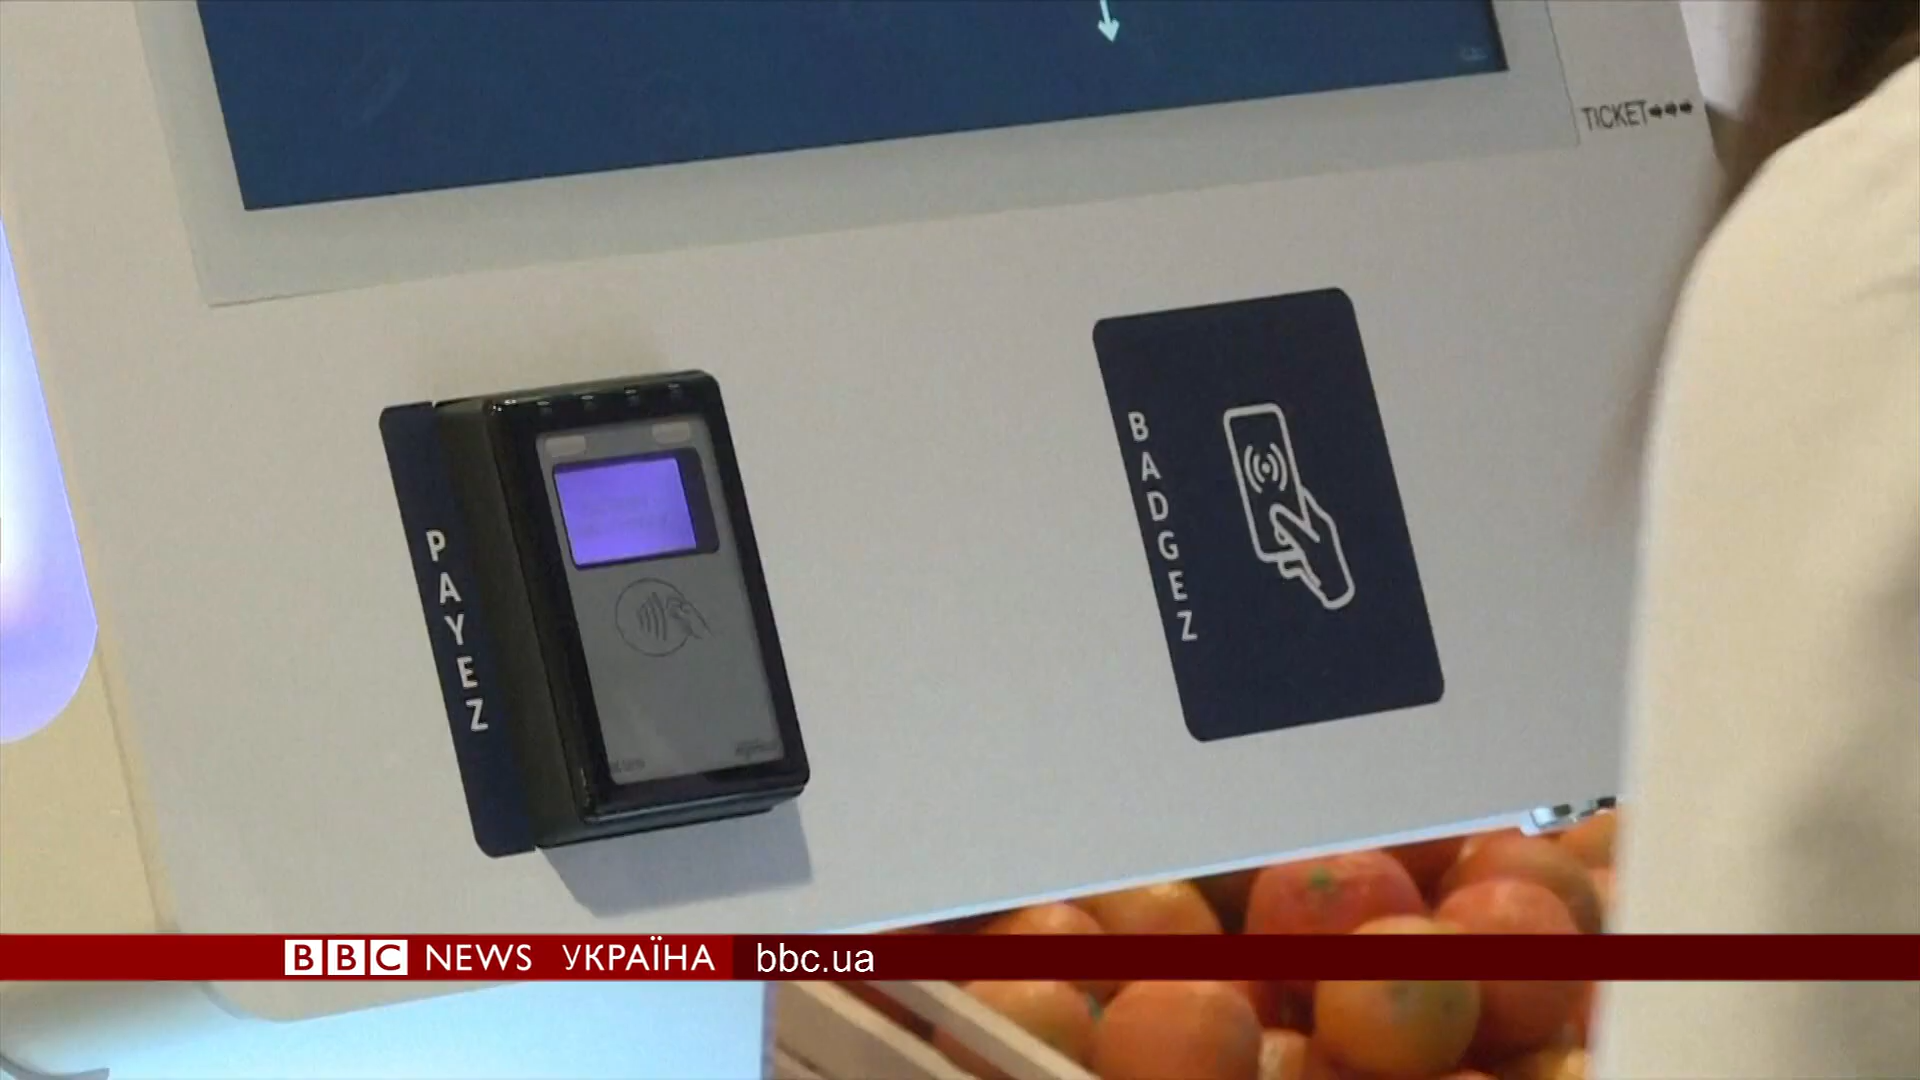 TICKET
PAYEZ
BADGEZ
BBC NEWS УКРАЇНА bbc.ua